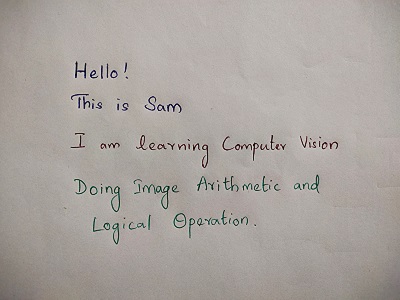 Hello!
This is Sam
I am learning Computer Vision
Doing Image Arithmetic and
Logical Operation.